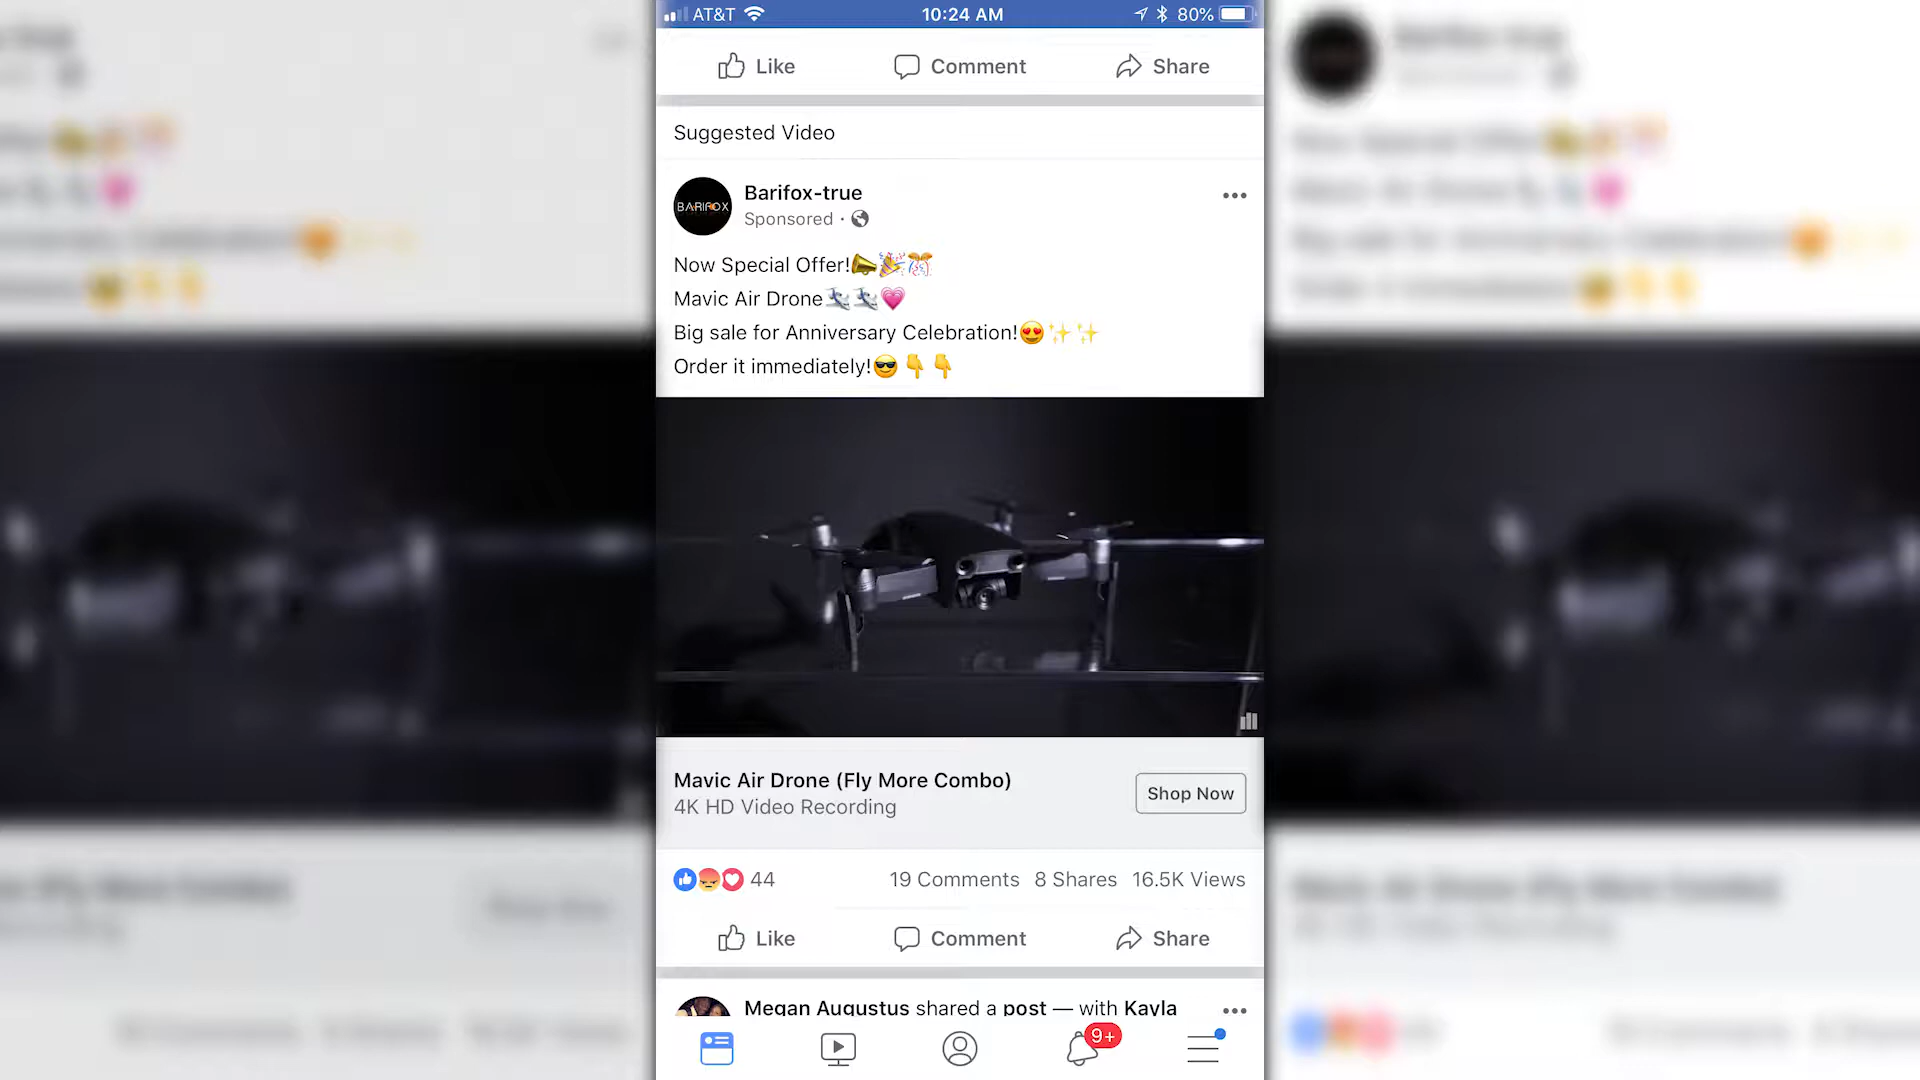 AT&T 10:24 AM 80%
Like Comment Share
Suggested Video
BARIFOX
Barifox-true
Sponsored ·
Now Special Offer!📣🎉🎊
Mavic Air Drone🛩🛩💗
Big sale for Anniversary Celebration!😍✨✨
Order it immediately!😎👇👇
Mavic Air Drone (Fly More Combo)
4K HD Video Recording
Shop Now
44 19 Comments 8 Shares 16.5K Views
Like Comment Share
Megan Augustus shared a post — with Kayla
9+